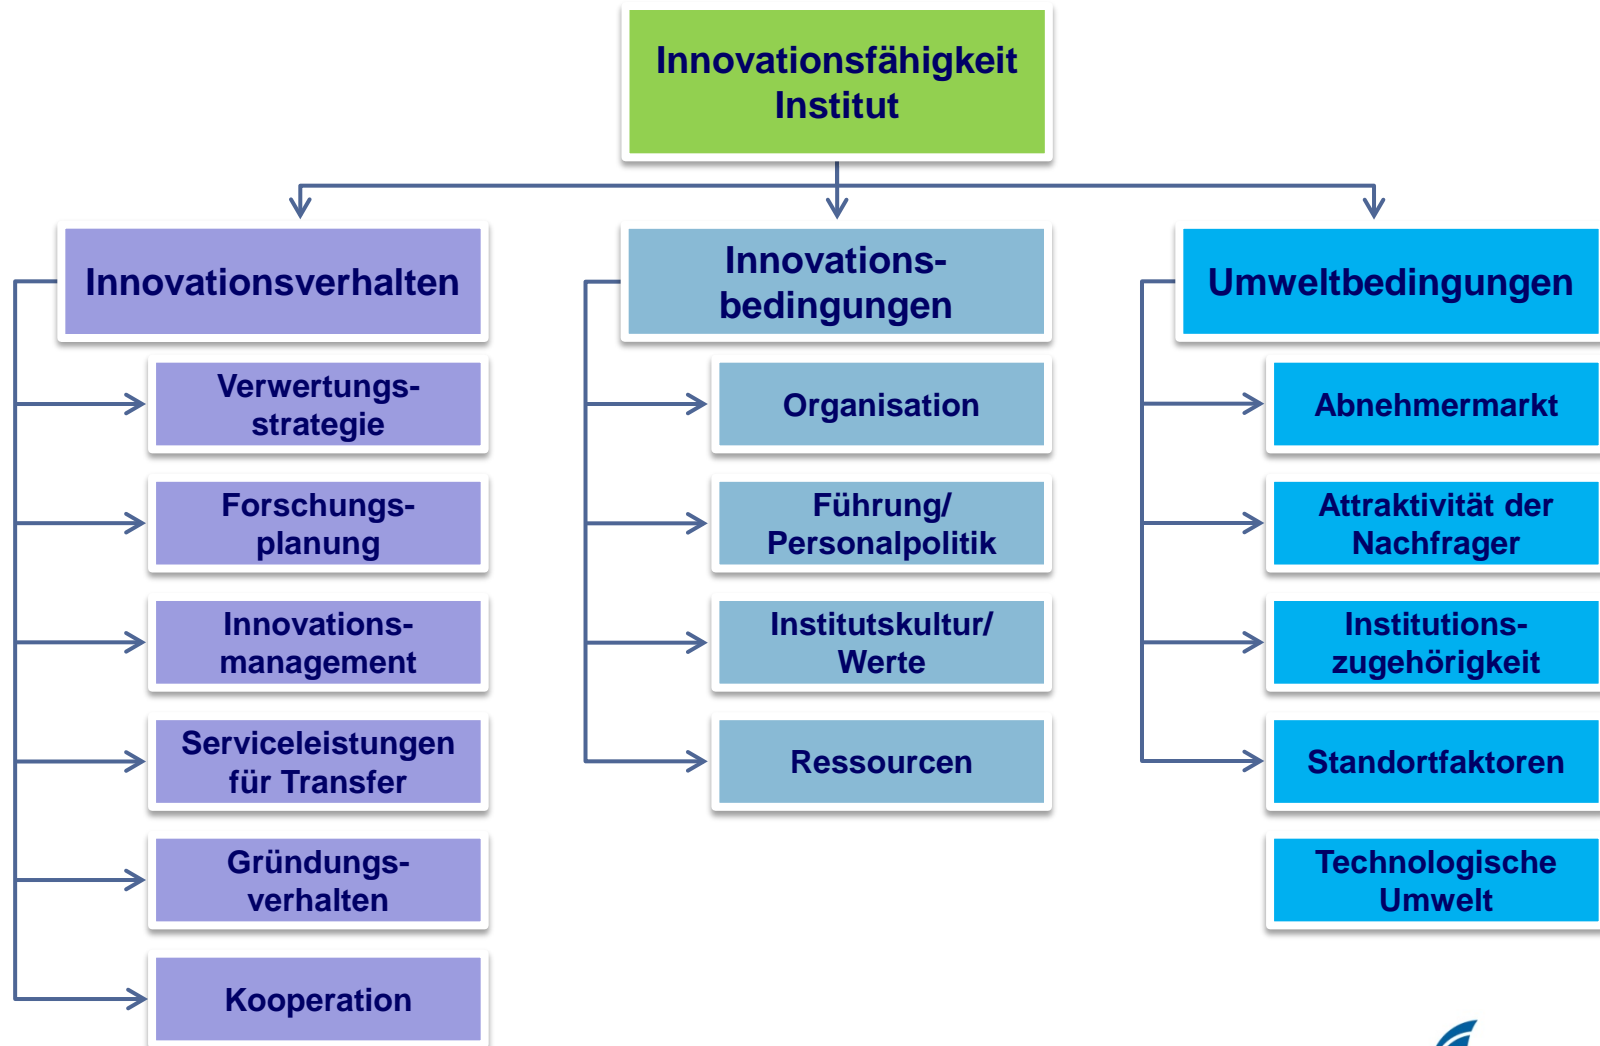 Innovationsfähigkeit
Institut
Innovationsverhalten
Verwertungs-
strategie
Forschungs-
planung
Innovations-
management
Serviceleistungen
für Transfer
Gründungs-
verhalten
Kooperation
Innovations-
bedingungen
Organisation
Führung/
Personalpolitik
Institutskultur/
Werte
Ressourcen
Umweltbedingungen
Abnehmermarkt
Attraktivität der
Nachfrager
Institutions-
zugehörigkeit
Standortfaktoren
Technologische
Umwelt